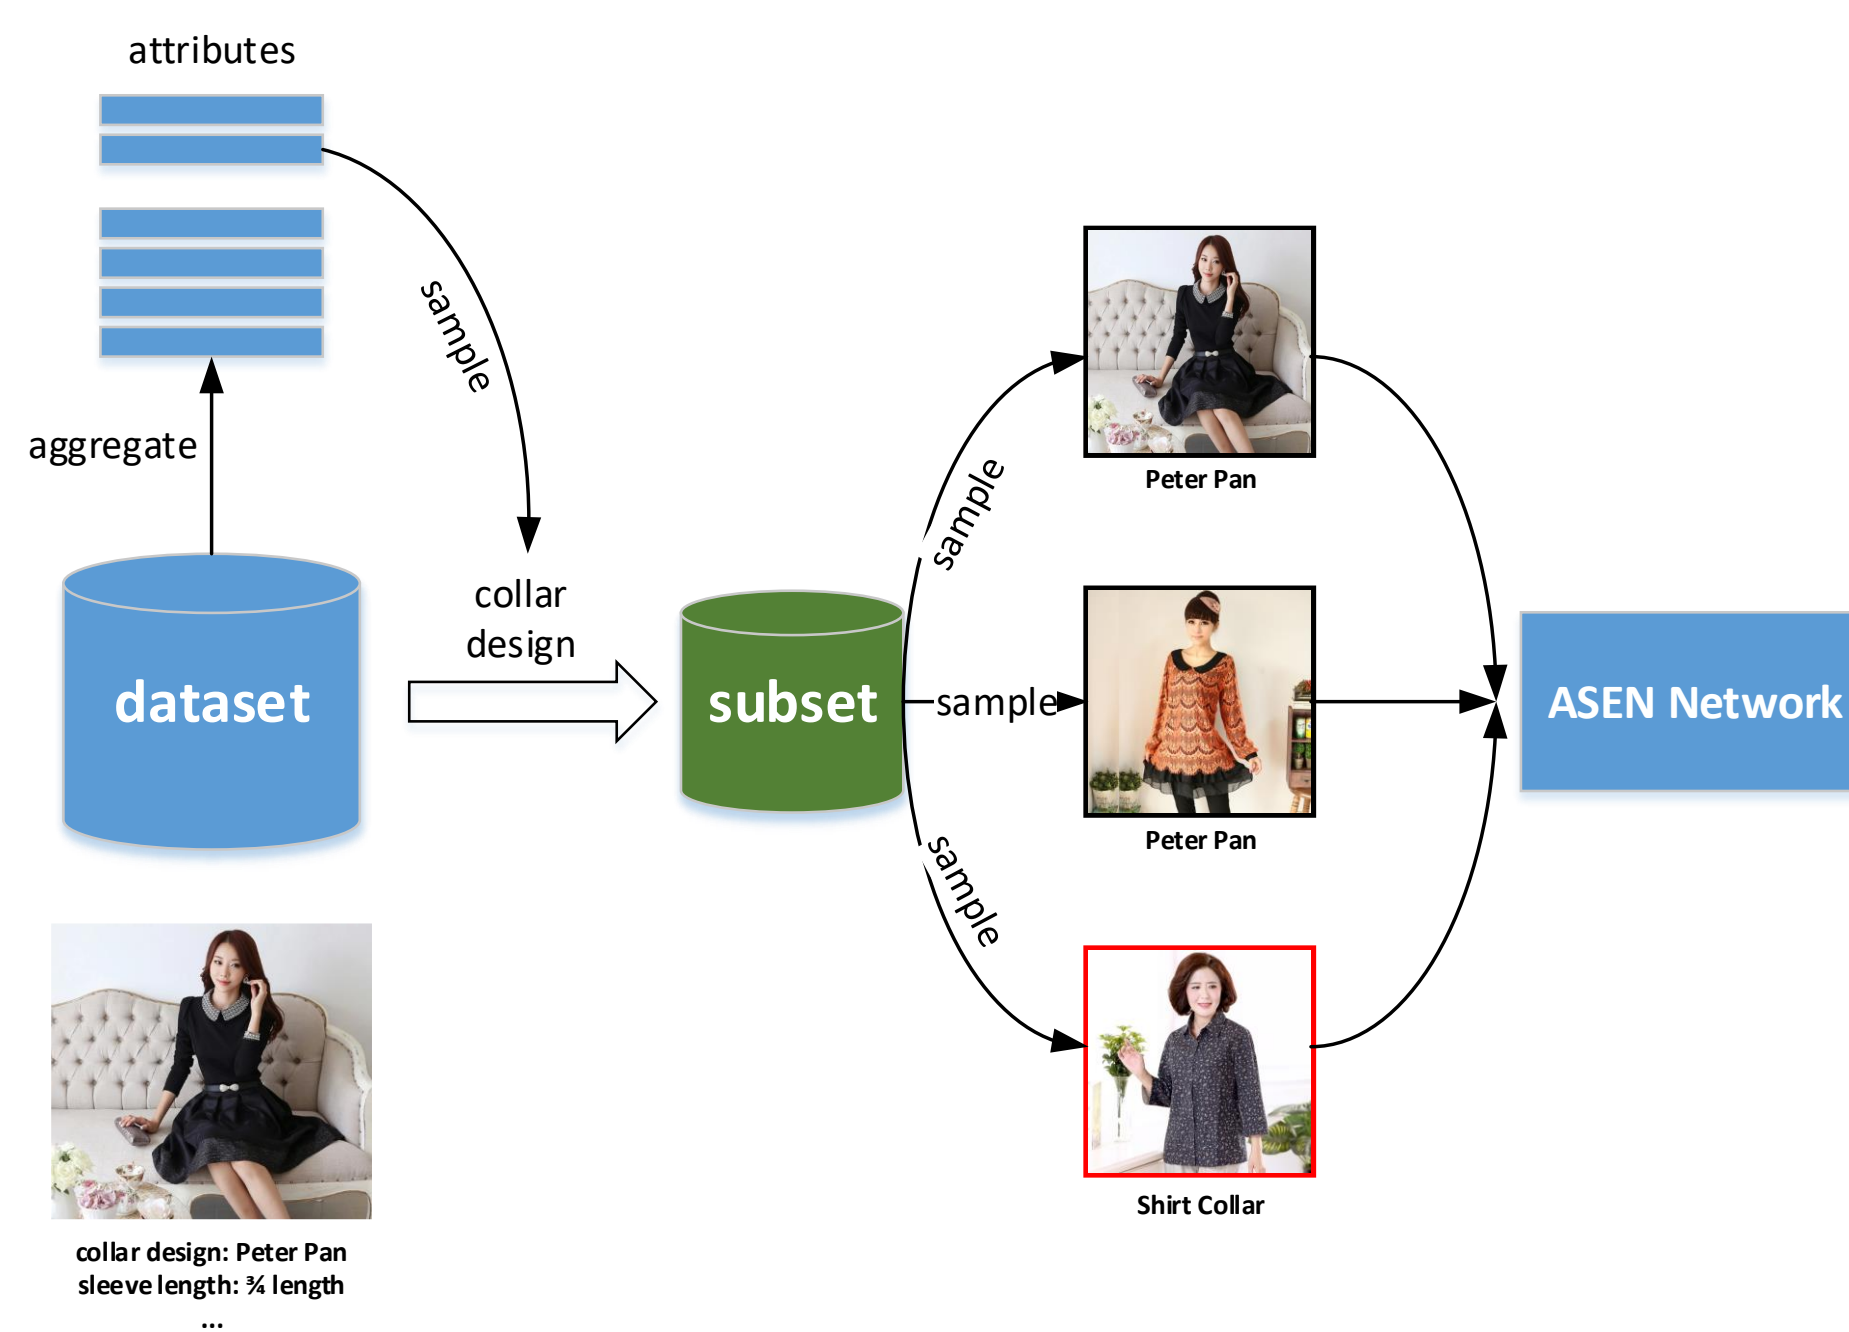 attributes
sample
aggregate
collar
design
dataset
subset
sample
sample
sample
Peter Pan
Peter Pan
Shirt Collar
ASEN Network
collar design: Peter Pan
sleeve length: ¾ length
...